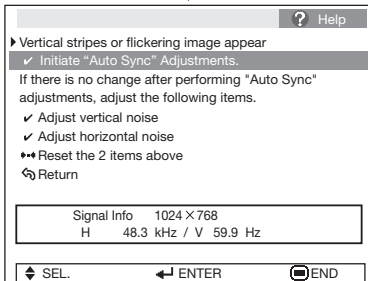 ? Help
Vertical stripes or flickering image appear
✔ Initiate “Auto Sync” Adjustments.
If there is no change after performing "Auto Sync"
adjustments, adjust the following items.
✔ Adjust vertical noise
✔ Adjust horizontal noise
Reset the 2 items above
Return
Signal Info 1024×768
H 48.3 kHz / V 59.9 Hz
SEL. ENTER END